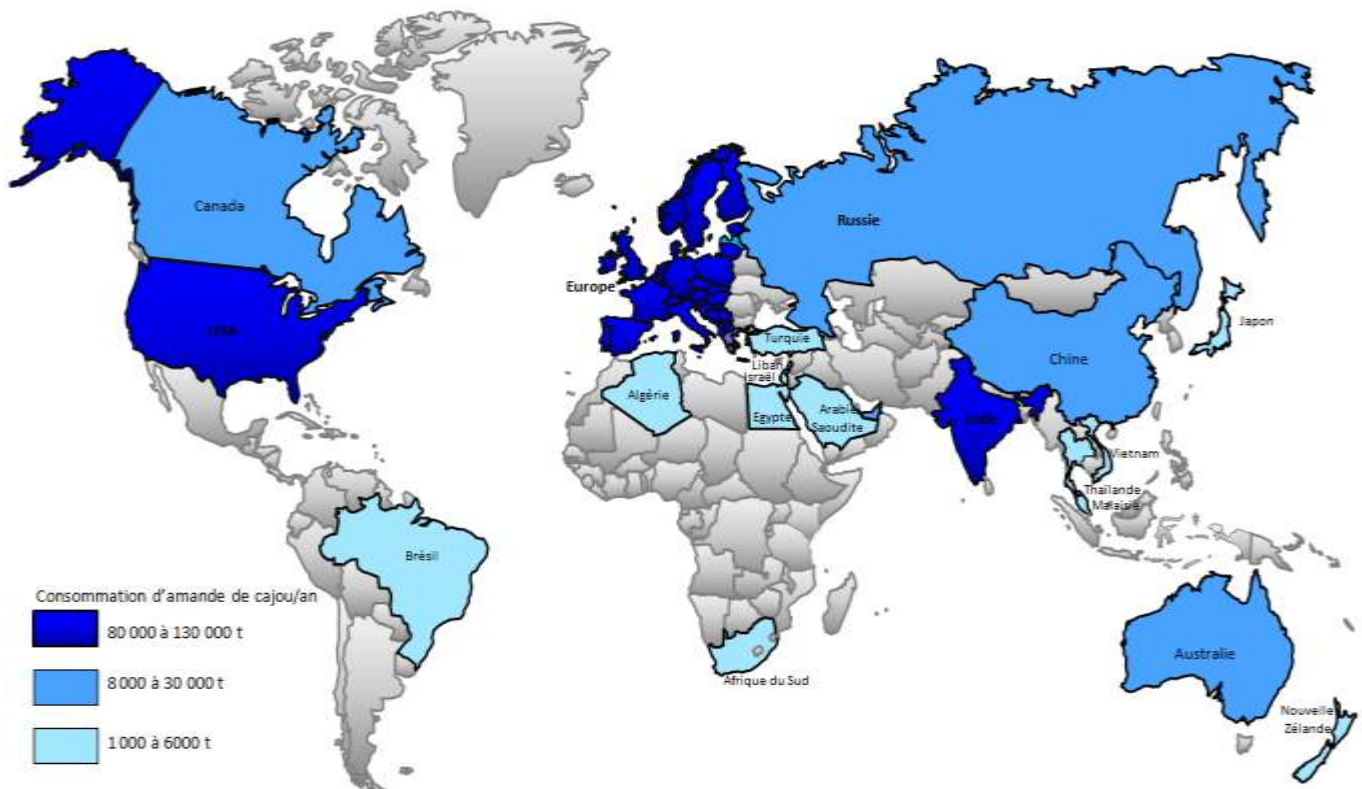 Canada
USA
Europe
Russie
Turquie
Liban
Israël
Algérie
Egypte
Arabie
Saoudite
Inde
Chine
Japon
Vietnam
Thaïlande
Malaisie
Brésil
Afrique du Sud
Australie
Nouvelle
Zélande
Consommation d'amande de cajou/an
80 000 à 130 000 t
8 000 à 30 000 t
1 000 à 6000 t